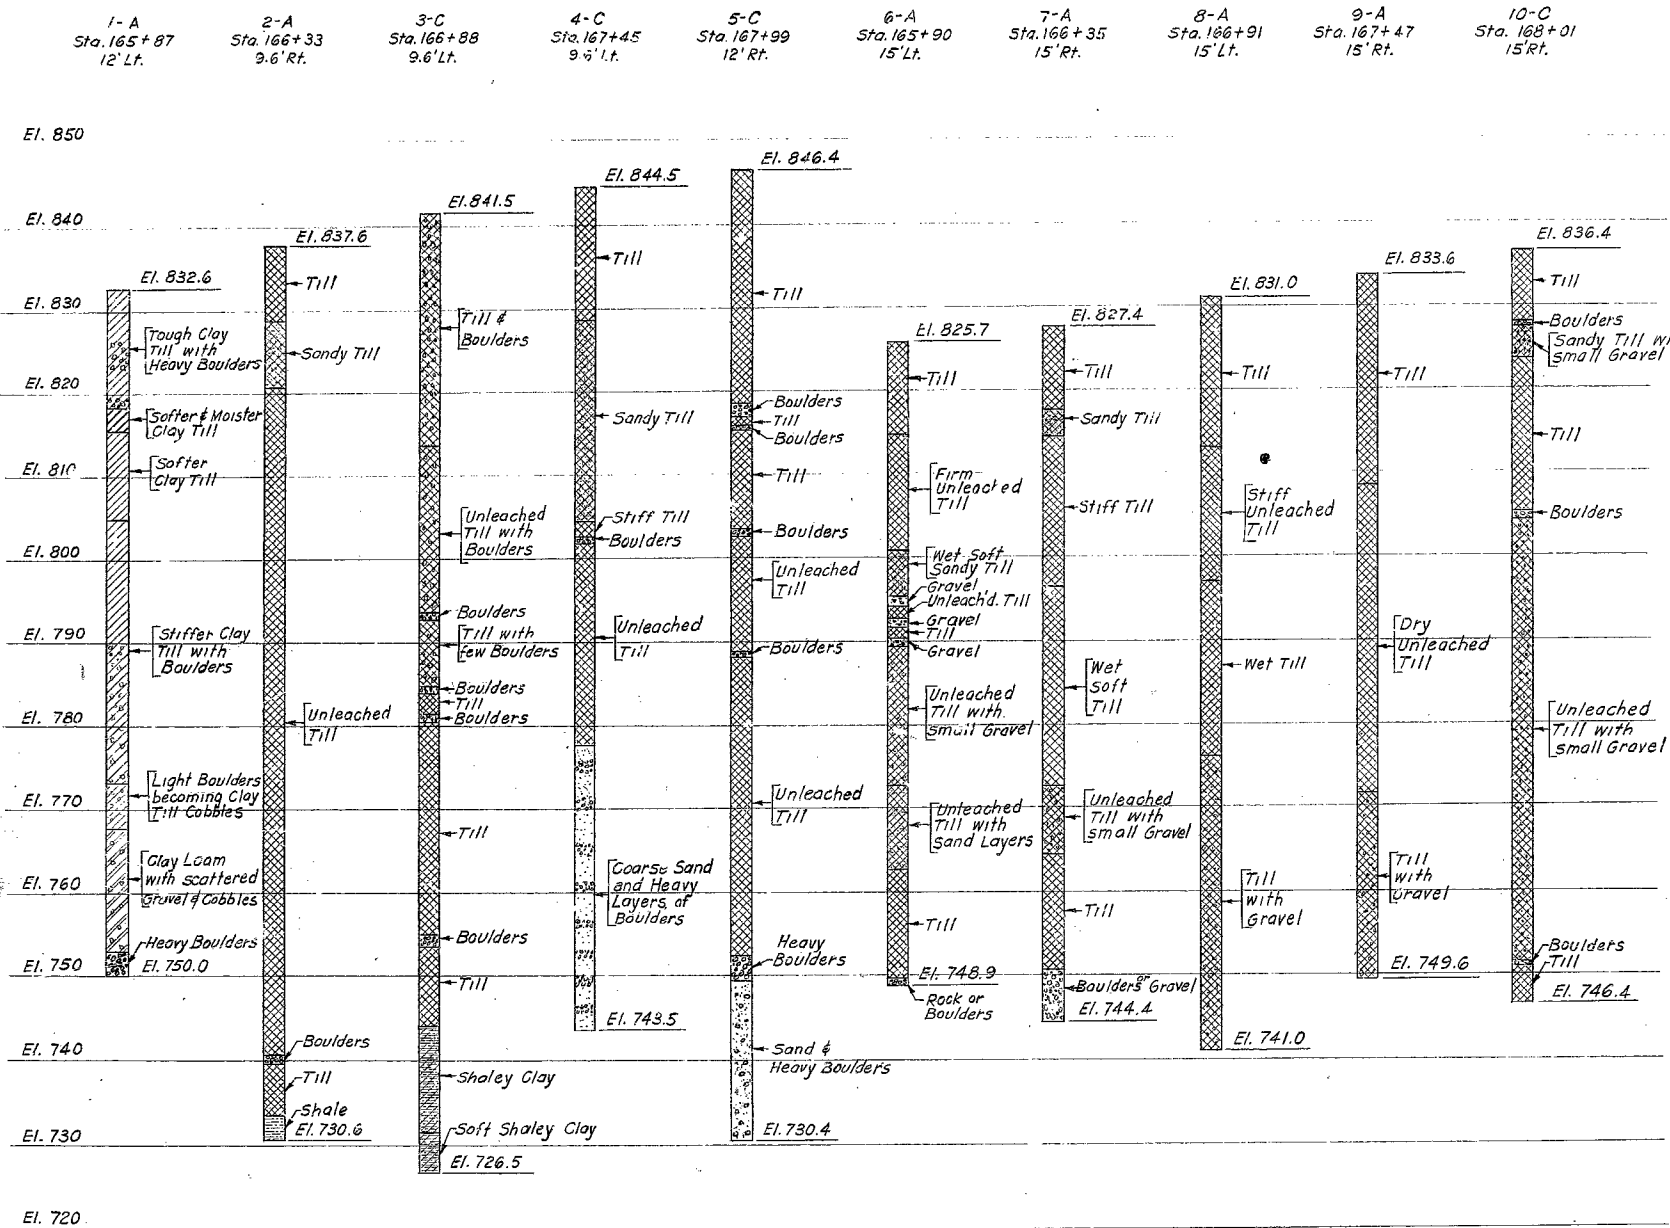 1-A
Sta. 165+87
12' Lt.
2-A
Sta. 166+33
9.6' Rt.
3-C
Sta. 166+88
9.6' Lt.
4-C
Sta. 167+45
9.6' Lt.
5-C
Sta. 167+99
12' Rt.
6-A
Sta. 165+90
15' Lt.
7-A
Sta. 166+35
15' Rt.
8-A
Sta. 166+91
15' Lt.
9-A
Sta. 167+47
15' Rt.
10-C
Sta. 168+01
15' Rt.
El. 850
El. 840
El. 830
El. 820
El. 810
El. 800
El. 790
El. 780
El. 770
El. 760
El. 750
El. 740
El. 730
El. 720
El. 832.6
Tough Clay
Till with
Heavy Boulders
Softer & Moister
Clay Till
Softer
Clay Till
Stiffer Clay
Till with
Boulders
Light Boulders
becoming Clay
Till Cobbles
Clay Loam
with scattered
Gravel & Cobbles
Heavy Boulders
El. 750.0
El. 837.6
Till
Sandy Till
Unleached
Till
Boulders
Till
Shale
El. 730.6
El. 841.5
Till &
Boulders
Unleached
Till with
Boulders
Boulders
Till with
few Boulders
Boulders
Till
Boulders
Till
Boulders
Till
Shaley Clay
Soft Shaley Clay
El. 726.5
El. 844.5
Till
Sandy Till
Stiff Till
Boulders
Unleached
Till
Coarse Sand
and Heavy
Layers of
Boulders
El. 743.5
El. 846.4
Till
Boulders
Till
Boulders
Till
Boulders
Unleached
Till
Boulders
Unleached
Till
Heavy
Boulders
Sand &
Heavy Boulders
El. 730.4
El. 825.7
Till
Firm
Unleached
Till
Wet Soft
Sandy Till
Gravel
Unleach'd. Till
Gravel
Till
Gravel
Unleached
Till with
small Gravel
Unleached
Till with
Sand Layers
Till
El. 748.9
Rock or
Boulders
El. 827.4
Till
Sandy Till
Stiff Till
Wet
Soft
Till
Unleached
Till with
small Gravel
Till
Boulders or Gravel
El. 744.4
El. 831.0
Till
Stiff
Unleached
Till
Wet Till
Till
with
Gravel
El. 741.0
El. 833.6
Till
Dry
Unleached
Till
Till
with
Gravel
El. 749.6
El. 836.4
Till
Boulders
Sandy Till wi
small Gravel
Till
Boulders
Unleached
Till with
small Gravel
Boulders
Till
El. 746.4